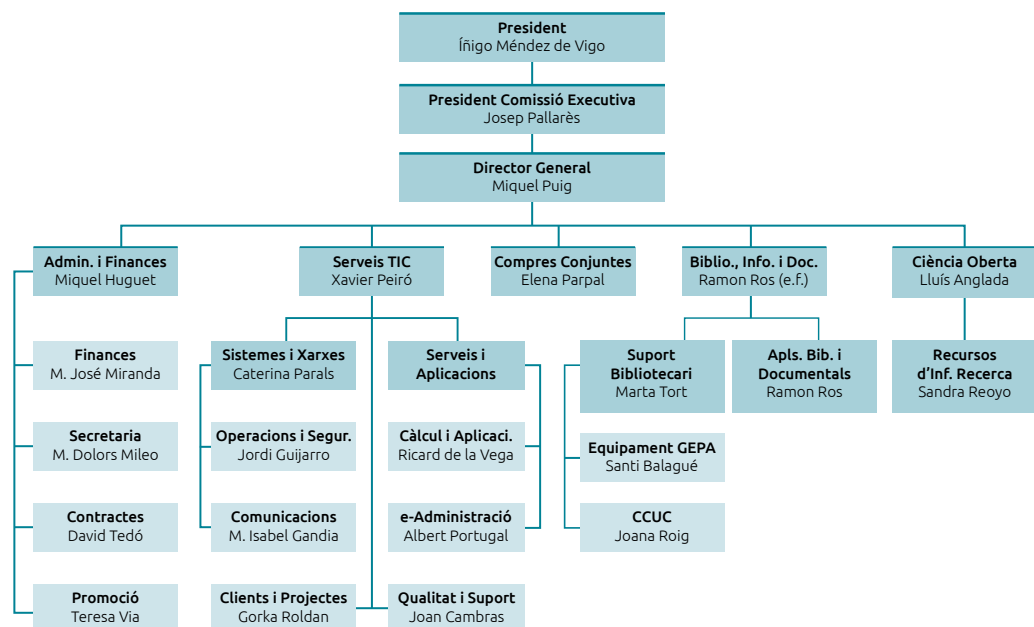 President
Íñigo Méndez de Vigo
President Comissió Executiva
Josep Pallarès
Director General
Miquel Puig
Admin. i Finances
Miquel Huguet
Serveis TIC
Xavier Peiró
Compres Conjuntes
Elena Parpal
Biblio., Info. i Doc.
Ramon Ros (e.f.)
Ciència Oberta
Lluís Anglada
Finances
M. José Miranda
Sistemes i Xarxes
Caterina Parals
Serveis i
Aplicacions
Suport
Bibliotecari
Marta Tort
Apls. Bib. i
Documentals
Ramon Ros
Recursos
d'Inf. Recerca
Sandra Reoyo
Secretaria
M. Dolors Mileo
Operacions i Segur.
Jordi Guijarro
Càlcul i Aplicaci.
Ricard de la Vega
Equipament GEPA
Santi Balagué
Contractes
David Tedó
Comunicacions
M. Isabel Gandia
e-Administració
Albert Portugal
CCUC
Joana Roig
Promoció
Teresa Via
Clients i Projectes
Gorka Roldan
Qualitat i Suport
Joan Cambras